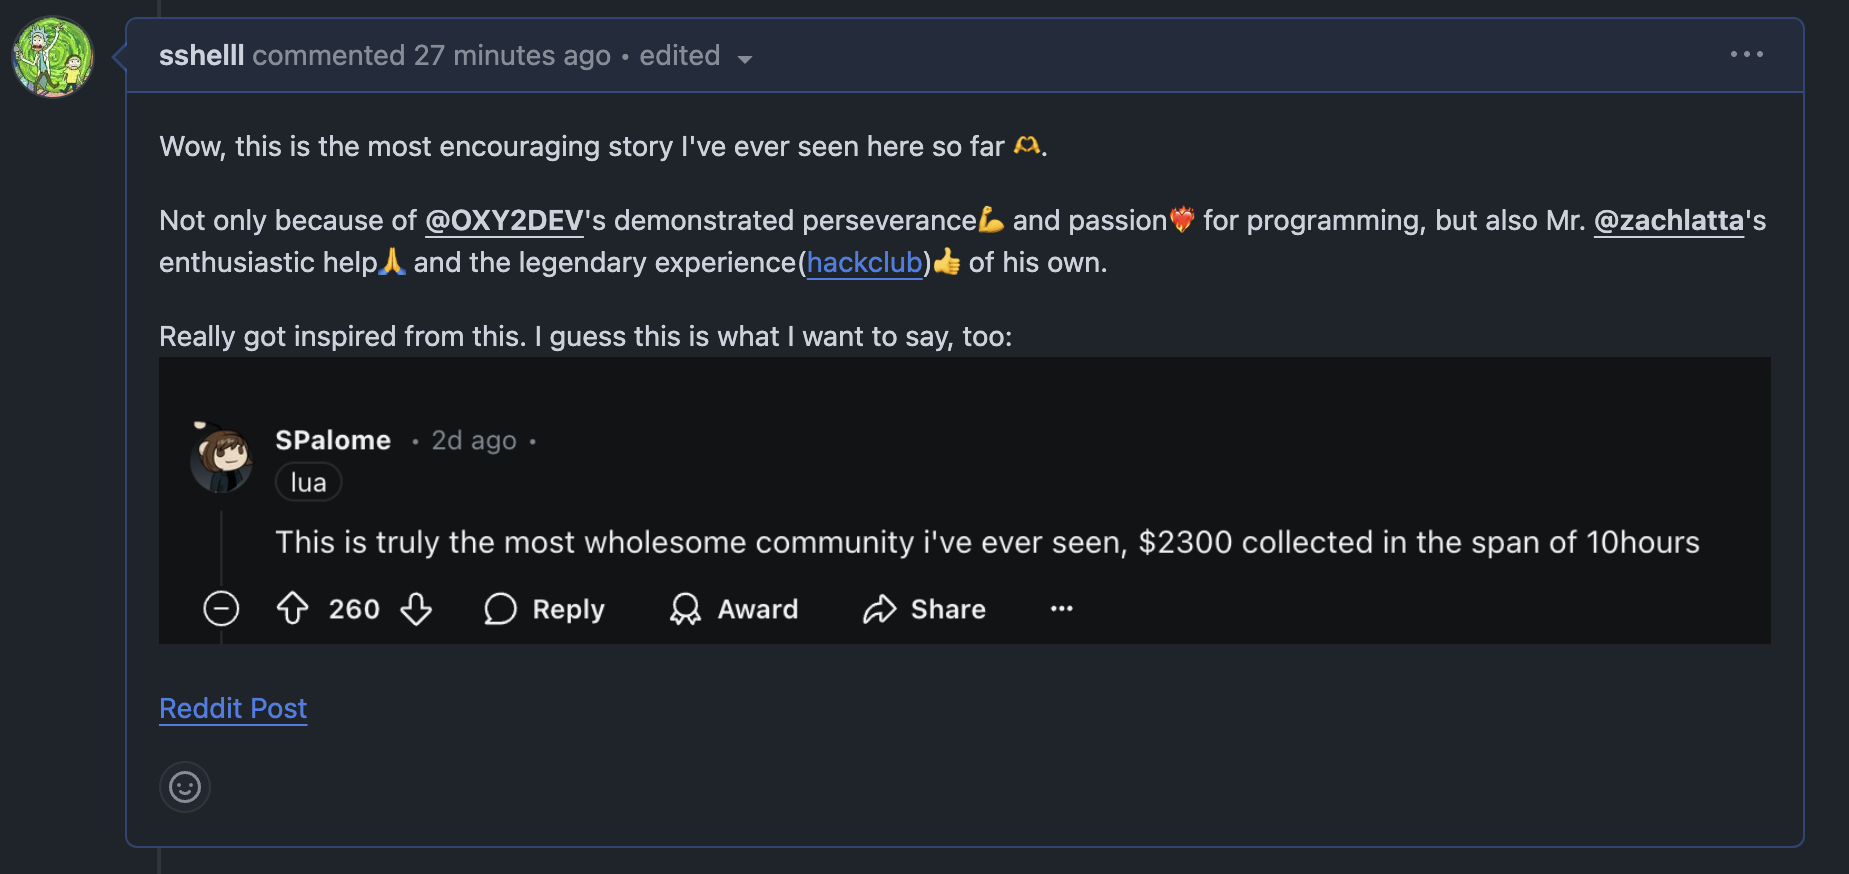 sshelll commented 27 minutes ago • edited
Wow, this is the most encouraging story I've ever seen here so far 🫶.
Not only because of @OXY2DEV's demonstrated perseverance💪 and passion❤️‍🔥 for programming, but also Mr. @zachlatta's
enthusiastic help🙏 and the legendary experience(hackclub)👍 of his own.
Really got inspired from this. I guess this is what I want to say, too:
SPalome • 2d ago •
lua
This is truly the most wholesome community i've ever seen, $2300 collected in the span of 10hours
260 Reply Award Share ...
Reddit Post